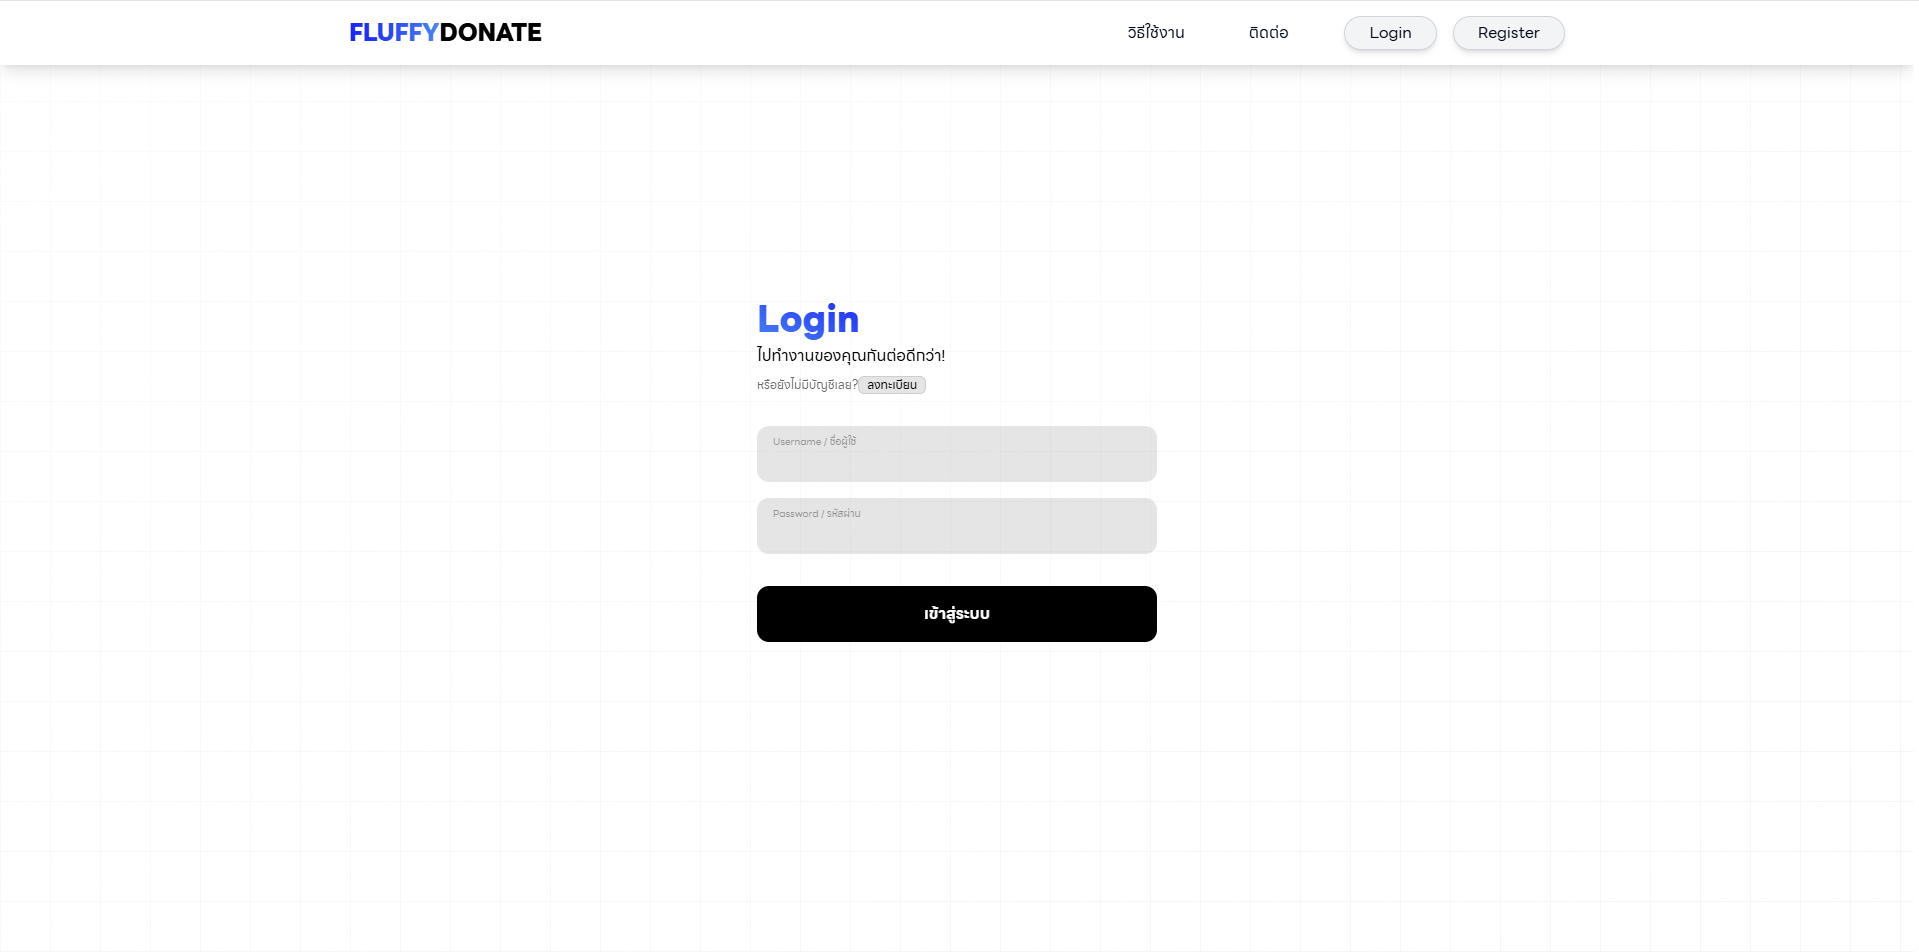 FLUFFYDONATE วิธีใช้งาน ติดต่อ Login Register
Login
ไปทำงานของคุณกันต่อดีกว่า!
หรือยังไม่มีบัญชีเลย? ลงทะเบียน
Username / ชื่อผู้ใช้
Password / รหัสผ่าน
เข้าสู่ระบบ